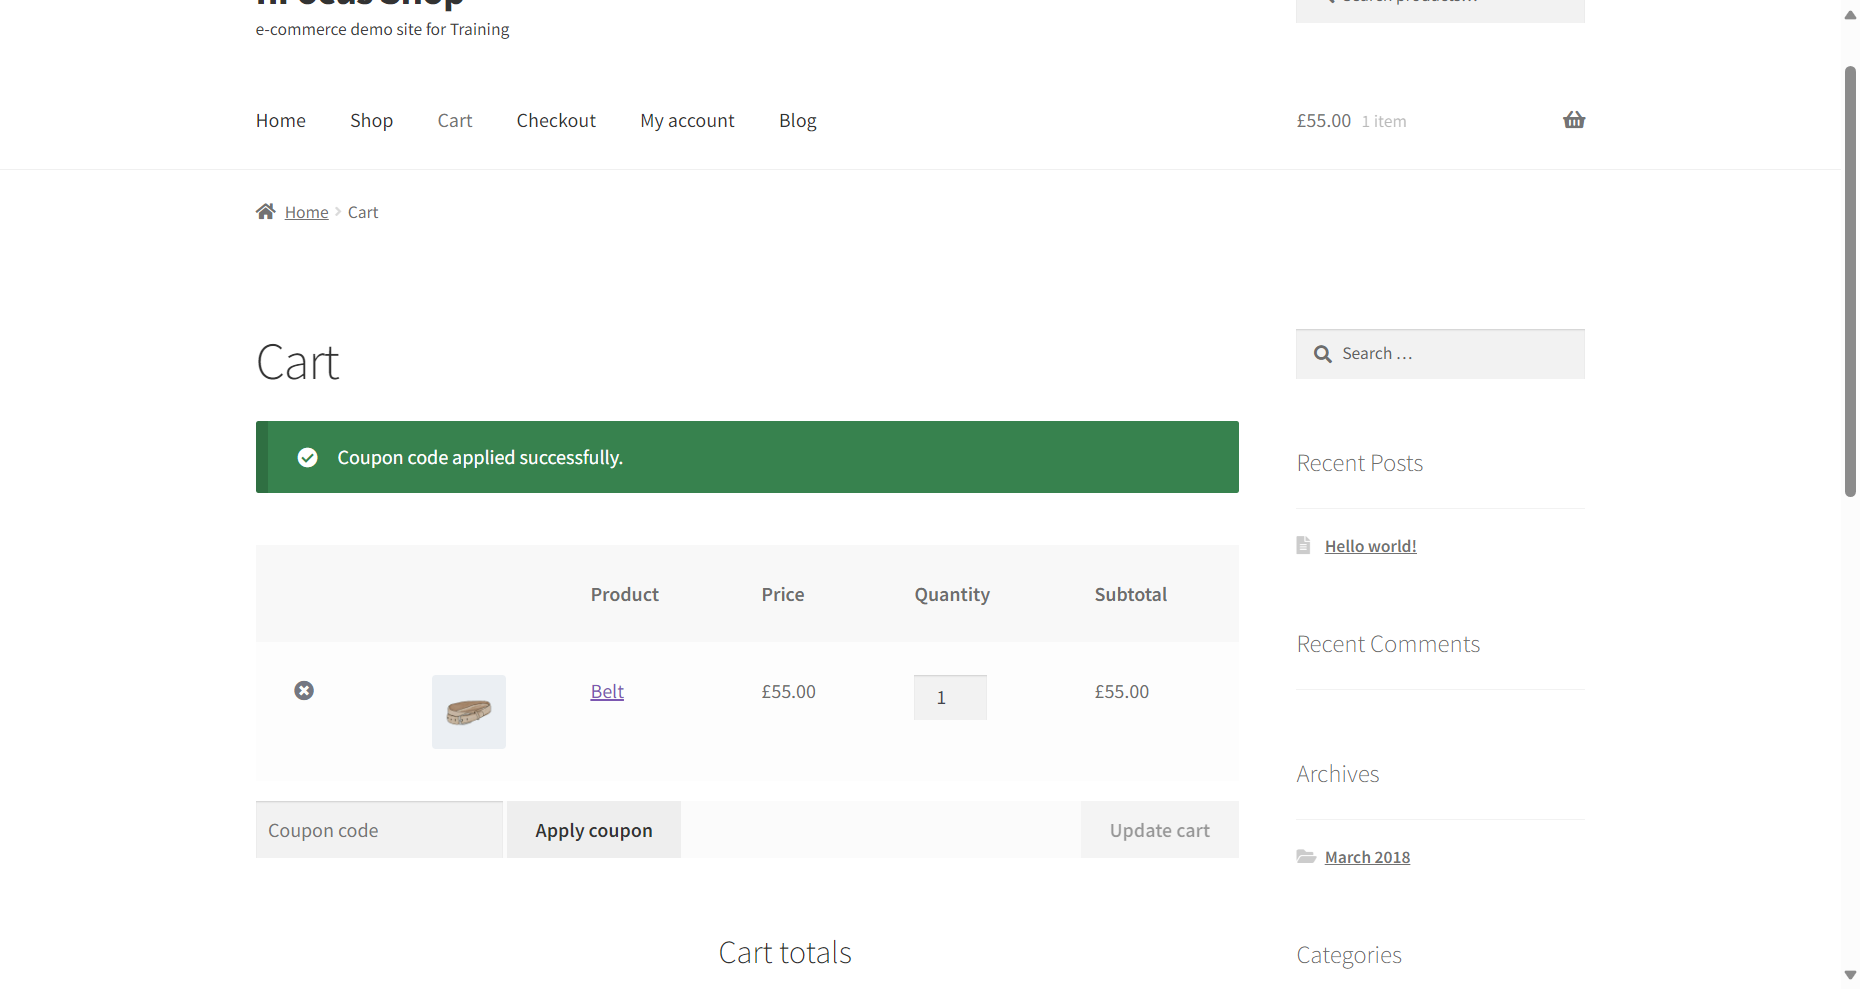 e-commerce demo site for Training
Home Shop Cart Checkout My account Blog
£55.00 1 item
Home Cart
Cart
Search …
Coupon code applied successfully.
Recent Posts
Hello world!
Product Price Quantity Subtotal
Belt £55.00 1 £55.00
Recent Comments
Archives
Coupon code Apply coupon Update cart
March 2018
Cart totals
Categories